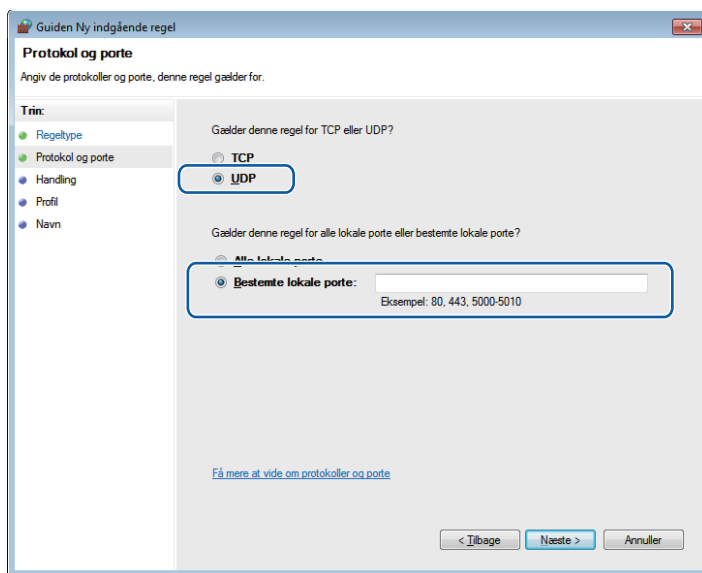 Guiden Ny indgående regel
Protokol og porte
Angiv de protokoller og porte, denne regel gælder for.
Trin:
Regeltype
Protokol og porte
Handling
Profil
Navn
Gælder denne regel for TCP eller UDP?
TCP
UDP
Gælder denne regel for alle lokale porte eller bestemte lokale porte?
Alle lokale porte
Bestemte lokale porte:
Eksempel: 80, 443, 5000-5010
Få mere at vide om protokoller og porte
< Tilbage
Næste >
Annuller